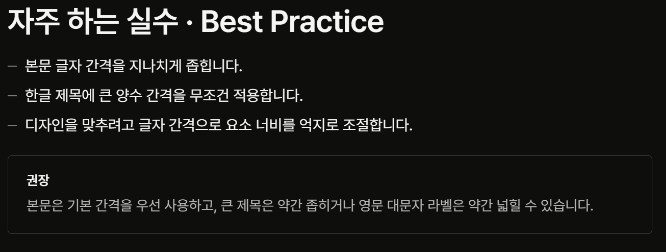 자주 하는 실수 · Best Practice
— 본문 글자 간격을 지나치게 좁힙니다.
— 한글 제목에 큰 양수 간격을 무조건 적용합니다.
— 디자인을 맞추려고 글자 간격으로 요소 너비를 억지로 조절합니다.
권장
본문은 기본 간격을 우선 사용하고, 큰 제목은 약간 좁히거나 영문 대문자 라벨은 약간 넓힐 수 있습니다.